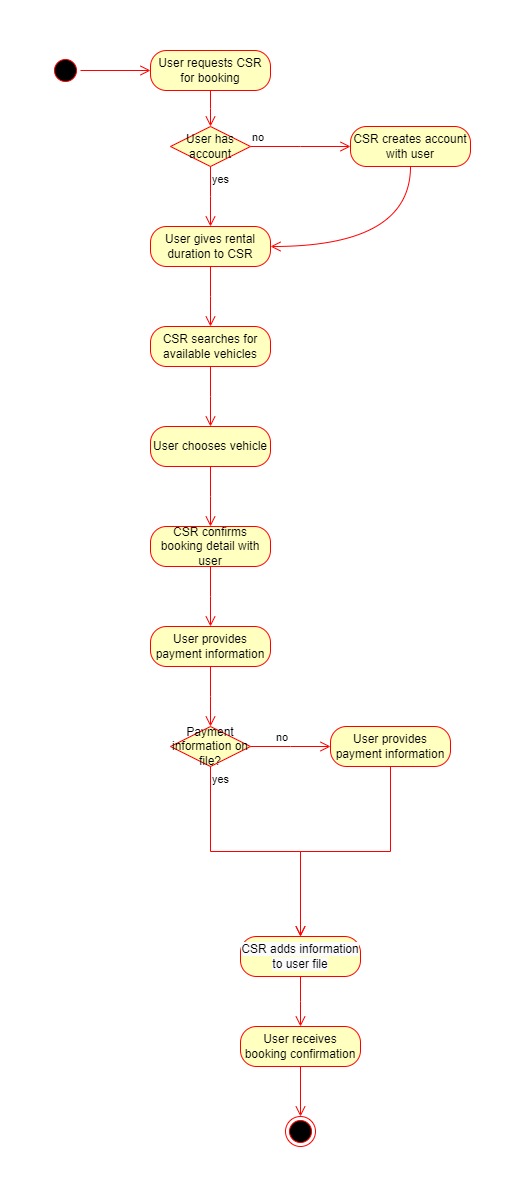 User requests CSR
for booking
User has
account
no
CSR creates account
with user
yes
User gives rental
duration to CSR
CSR searches for
available vehicles
User chooses vehicle
CSR confirms
booking detail with
user
User provides
payment information
Payment
information on
file?
no
User provides
payment information
yes
CSR adds information
to user file
User receives
booking confirmation